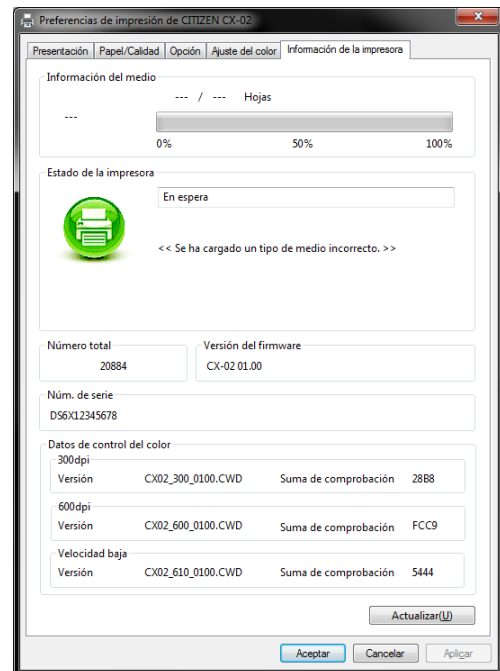 Preferencias de impresión de CITIZEN CX-02
Presentación Papel/Calidad Opción Ajuste del color Información de la impresora
Información del medio
--- / --- Hojas
---
0% 50% 100%
Estado de la impresora
En espera
<< Se ha cargado un tipo de medio incorrecto. >>
Número total Versión del firmware
20884 CX-02 01.00
Núm. de serie
DS6X12345678
Datos de control del color
300dpi
Versión CX02_300_0100.CWD Suma de comprobación 28B8
600dpi
Versión CX02_600_0100.CWD Suma de comprobación FCC9
Velocidad baja
Versión CX02_610_0100.CWD Suma de comprobación 5444
Actualizar(U)
Aceptar Cancelar Aplicar